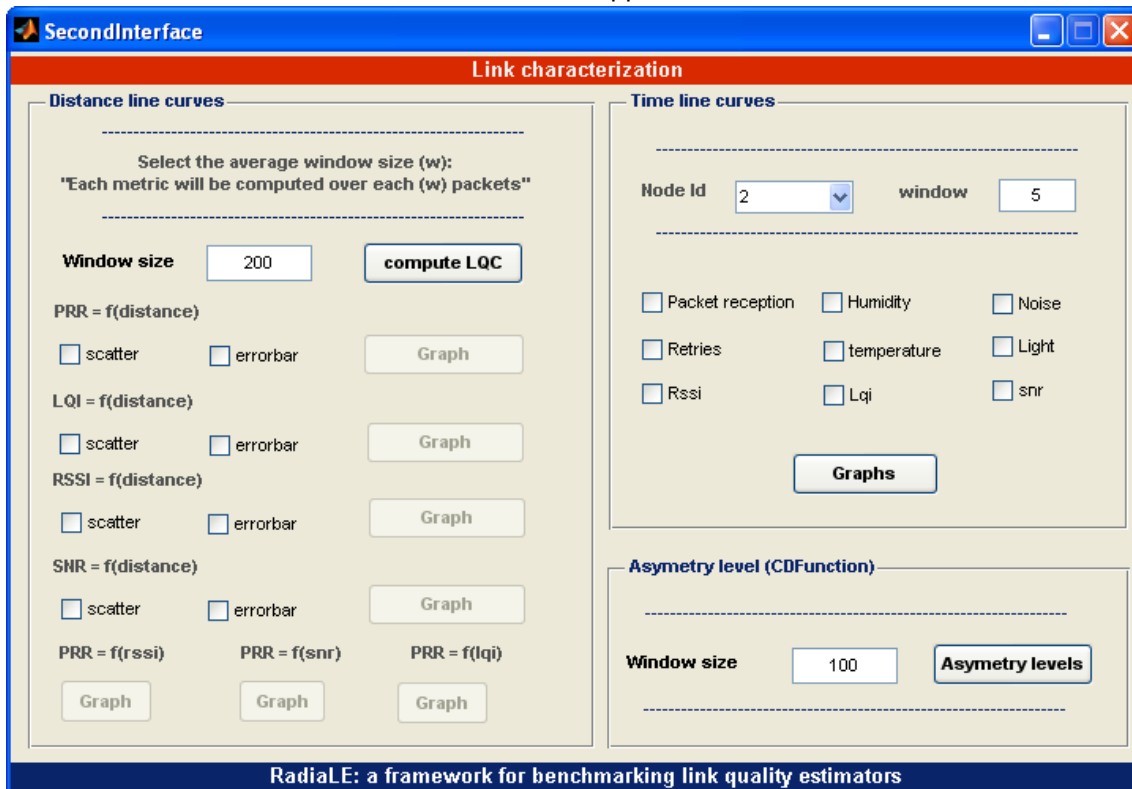 SecondInterface
Link characterization
Distance line curves
Select the average window size (w):
"Each metric will be computed over each (w) packets"
Window size 200 compute LQC
PRR = f(distance)
scatter errorbar Graph
LQI = f(distance)
scatter errorbar Graph
RSSI = f(distance)
scatter errorbar Graph
SNR = f(distance)
scatter errorbar Graph
PRR = f(rssi) PRR = f(snr) PRR = f(lqi)
Graph Graph Graph
Time line curves
Node Id 2 window 5
Packet reception Humidity Noise
Retries temperature Light
Rssi Lqi snr
Graphs
Asymetry level (CDFunction)
Window size 100 Asymetry levels
RadiaLE: a framework for benchmarking link quality estimators